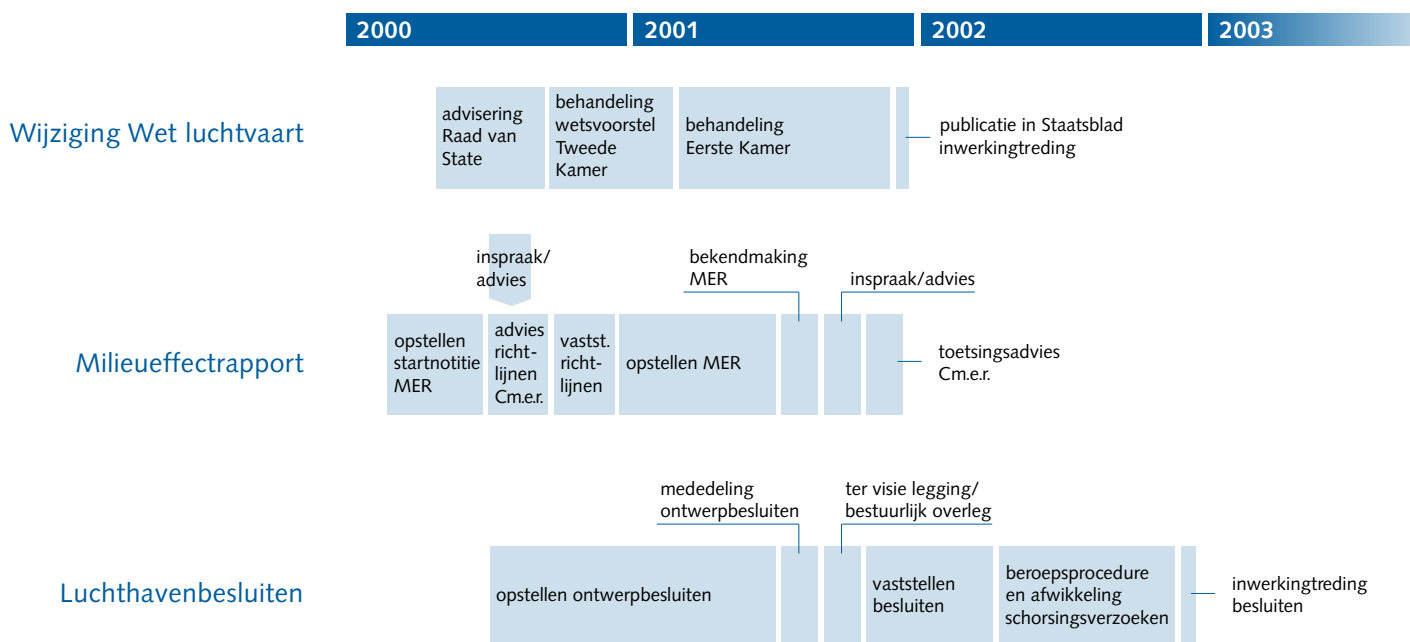 2000
2001
2002
2003
Wijziging Wet luchtvaart
advisering
Raad van
State
behandeling
wetsvoorstel
Tweede
Kamer
behandeling
Eerste Kamer
publicatie in Staatsblad
inwerkingtreding
Milieueffectrapport
inspraak/
advies
opstellen
startnotitie
MER
advies
richt-
lijnen
Cm.e.r.
vastst.
richt-
lijnen
opstellen MER
bekendmaking
MER
inspraak/advies
toetsingsadvies
Cm.e.r.
Luchthavenbesluiten
opstellen ontwerpbesluiten
mededeling
ontwerpbesluiten
ter visie legging/
bestuurlijk overleg
vaststellen
besluiten
beroepsprocedure
en afwikkeling
schorsingsverzoeken
inwerkingtreding
besluiten